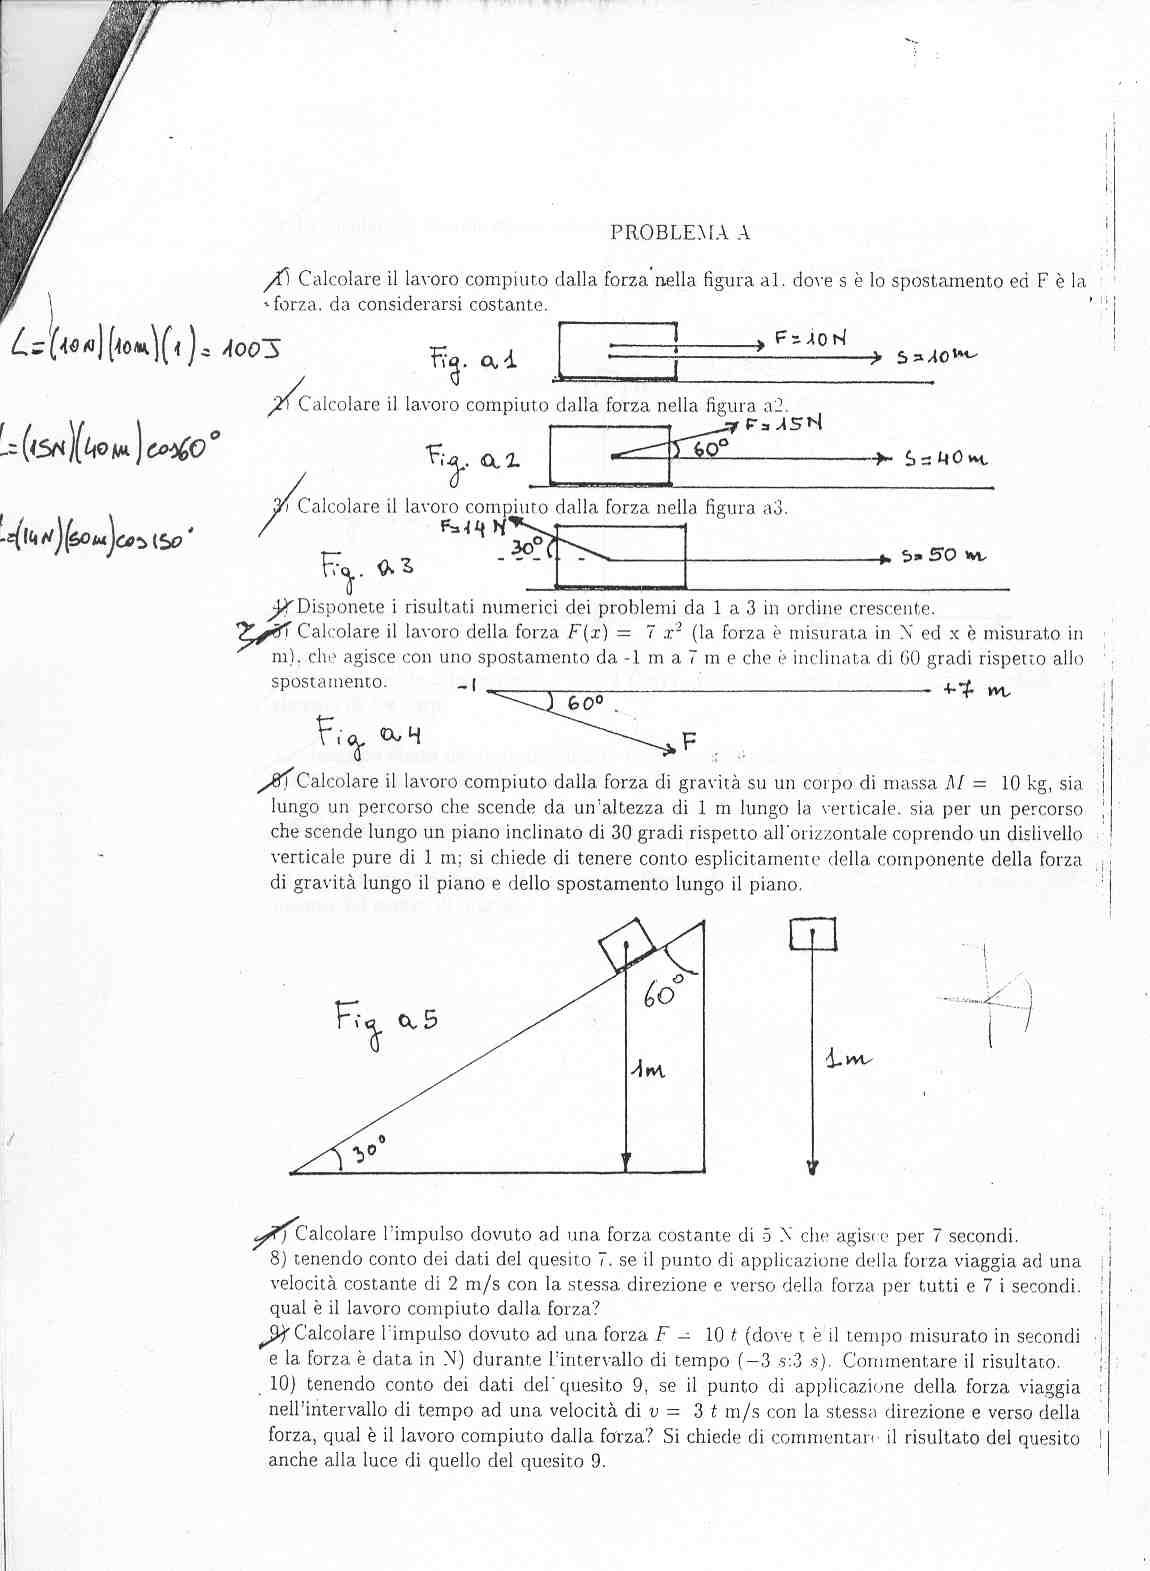 PROBLEMA A
1) Calcolare il lavoro compiuto dalla forza nella figura a1. dove s è lo spostamento ed F è la
forza. da considerarsi costante.
L=(10N)(10m)(1)= 100J
Fig. a1
F=10N
s=10m
2) Calcolare il lavoro compiuto dalla forza nella figura a2.
L=(15N)(40m)cos60°
Fig. a2
F=15N
60°
S=40m
3) Calcolare il lavoro compiuto dalla forza nella figura a3.
L=(14N)(50m)cos150°
F=14N
30°
Fig. a3
S=50m
4) Disponete i risultati numerici dei problemi da 1 a 3 in ordine crescente.
5) Calcolare il lavoro della forza F(x) = 7 x² (la forza è misurata in N ed x è misurato in
m), che agisce con uno spostamento da -1 m a 7 m e che è inclinata di 60 gradi rispetto allo
spostamento.
-1
+7 m
60°
F
Fig a4
6) Calcolare il lavoro compiuto dalla forza di gravità su un corpo di massa M = 10 kg, sia
lungo un percorso che scende da un'altezza di 1 m lungo la verticale. sia per un percorso
che scende lungo un piano inclinato di 30 gradi rispetto all'orizzontale coprendo un dislivello
verticale pure di 1 m; si chiede di tenere conto esplicitamente della componente della forza
di gravità lungo il piano e dello spostamento lungo il piano.
Fig a5
60°
1m
1m
30°
7) Calcolare l'impulso dovuto ad una forza costante di 5 N che agisce per 7 secondi.
8) tenendo conto dei dati del quesito 7. se il punto di applicazione della forza viaggia ad una
velocità costante di 2 m/s con la stessa direzione e verso della forza per tutti e 7 i secondi.
qual è il lavoro compiuto dalla forza?
9) Calcolare l'impulso dovuto ad una forza F = 10 t (dove t è il tempo misurato in secondi
e la forza è data in N) durante l'intervallo di tempo (−3 s:3 s). Commentare il risultato.
10) tenendo conto dei dati del quesito 9, se il punto di applicazione della forza viaggia
nell'intervallo di tempo ad una velocità di v = 3 t m/s con la stessa direzione e verso della
forza, qual è il lavoro compiuto dalla forza? Si chiede di commentare il risultato del quesito
anche alla luce di quello del quesito 9.